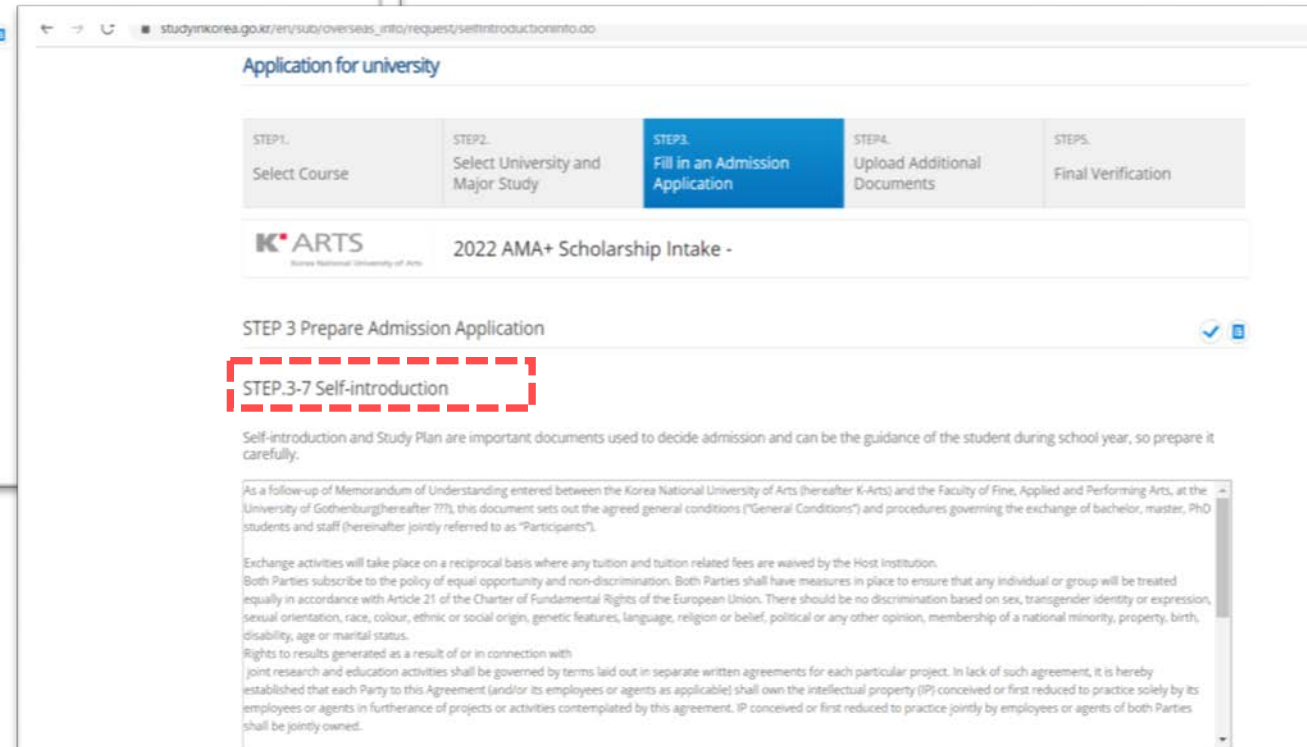 studyinkorea.go.kr/en/sub/overseas_info/request/selfintroductioninfo.do
Application for university
STEP1.
Select Course
STEP2.
Select University and
Major Study
STEP3.
Fill in an Admission
Application
STEP4.
Upload Additional
Documents
STEP5.
Final Verification
K ARTS
Korea National University of Arts
2022 AMA+ Scholarship Intake -
STEP 3 Prepare Admission Application
STEP.3-7 Self-introduction
Self-introduction and Study Plan are important documents used to decide admission and can be the guidance of the student during school year, so prepare it
carefully.
As a follow-up of Memorandum of Understanding entered between the Korea National University of Arts (hereafter K-Arts) and the Faculty of Fine, Applied and Performing Arts, at the
University of Gothenburg(hereafter ???), this document sets out the agreed general conditions ("General Conditions") and procedures governing the exchange of bachelor, master, PhD
students and staff (hereinafter jointly referred to as "Participants").
Exchange activities will take place on a reciprocal basis where any tuition and tuition related fees are waived by the Host Institution.
Both Parties subscribe to the policy of equal opportunity and non-discrimination. Both Parties shall have measures in place to ensure that any individual or group will be treated
equally in accordance with Article 21 of the Charter of Fundamental Rights of the European Union. There should be no discrimination based on sex, transgender identity or expression,
sexual orientation, race, colour, ethnic or social origin, genetic features, language, religion or belief, political or any other opinion, membership of a national minority, property, birth,
disability, age or marital status.
Rights to results generated as a result of or in connection with
joint research and education activities shall be governed by terms laid out in separate written agreements for each particular project. In lack of such agreement, it is hereby
established that each Party to this Agreement (and/or its employees or agents as applicable) shall own the intellectual property (IP) conceived or first reduced to practice solely by its
employees or agents in furtherance of projects or activities contemplated by this agreement. IP conceived or first reduced to practice jointly by employees or agents of both Parties
shall be jointly owned.